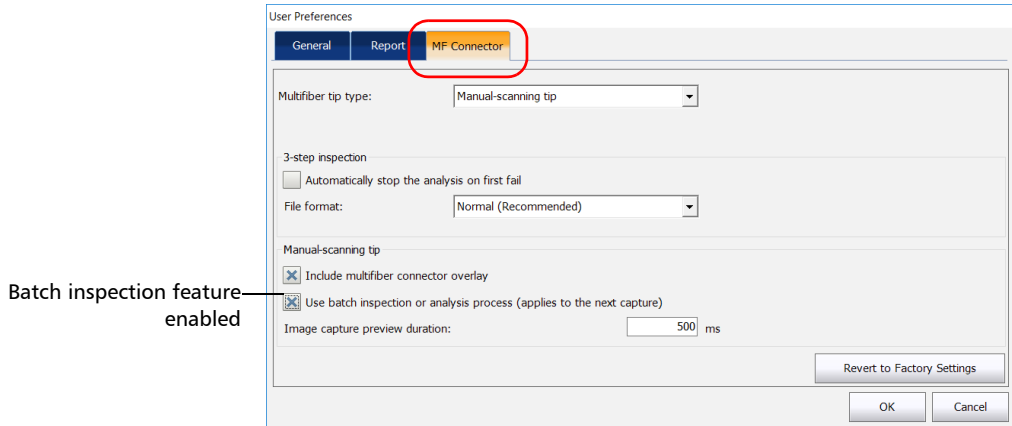 User Preferences
General Report MF Connector
Multifiber tip type: Manual-scanning tip
3-step inspection
Automatically stop the analysis on first fail
File format: Normal (Recommended)
Manual-scanning tip
Include multifiber connector overlay
Batch inspection feature enabled
Use batch inspection or analysis process (applies to the next capture)
Image capture preview duration: 500 ms
Revert to Factory Settings
OK Cancel